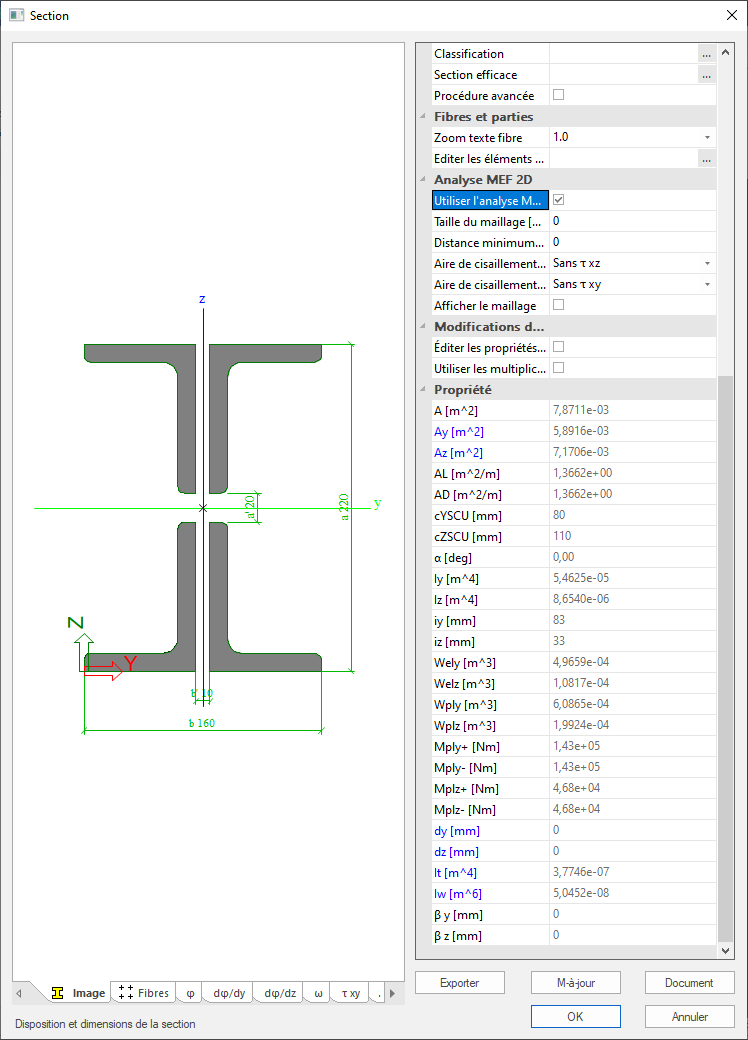 Section
z
y
a' 20
a 220
Z
Y
b' 10
b 160
Image
Fibres
φ
dφ/dy
dφ/dz
ω
τ xy
.
Disposition et dimensions de la section
Classification ...
Section efficace ...
Procédure avancée
Fibres et parties
Zoom texte fibre 1.0
Editer les éléments ... ...
Analyse MEF 2D
Utiliser l'analyse M...
Taille du maillage [... 0
Distance minimum... 0
Aire de cisaillement... Sans τ xz
Aire de cisaillement... Sans τ xy
Afficher le maillage
Modifications d...
Éditer les propriétés...
Utiliser les multiplic...
Propriété
A [m^2] 7,8711e-03
Ay [m^2] 5,8916e-03
Az [m^2] 7,1706e-03
AL [m^2/m] 1,3662e+00
AD [m^2/m] 1,3662e+00
cYSCU [mm] 80
cZSCU [mm] 110
α [deg] 0,00
Iy [m^4] 5,4625e-05
Iz [m^4] 8,6540e-06
iy [mm] 83
iz [mm] 33
Wely [m^3] 4,9659e-04
Welz [m^3] 1,0817e-04
Wply [m^3] 6,0865e-04
Wplz [m^3] 1,9924e-04
Mply+ [Nm] 1,43e+05
Mply- [Nm] 1,43e+05
Mplz+ [Nm] 4,68e+04
Mplz- [Nm] 4,68e+04
dy [mm] 0
dz [mm] 0
It [m^4] 3,7746e-07
Iw [m^6] 5,0452e-08
β y [mm] 0
β z [mm] 0
Exporter
M-à-jour
Document
OK
Annuler